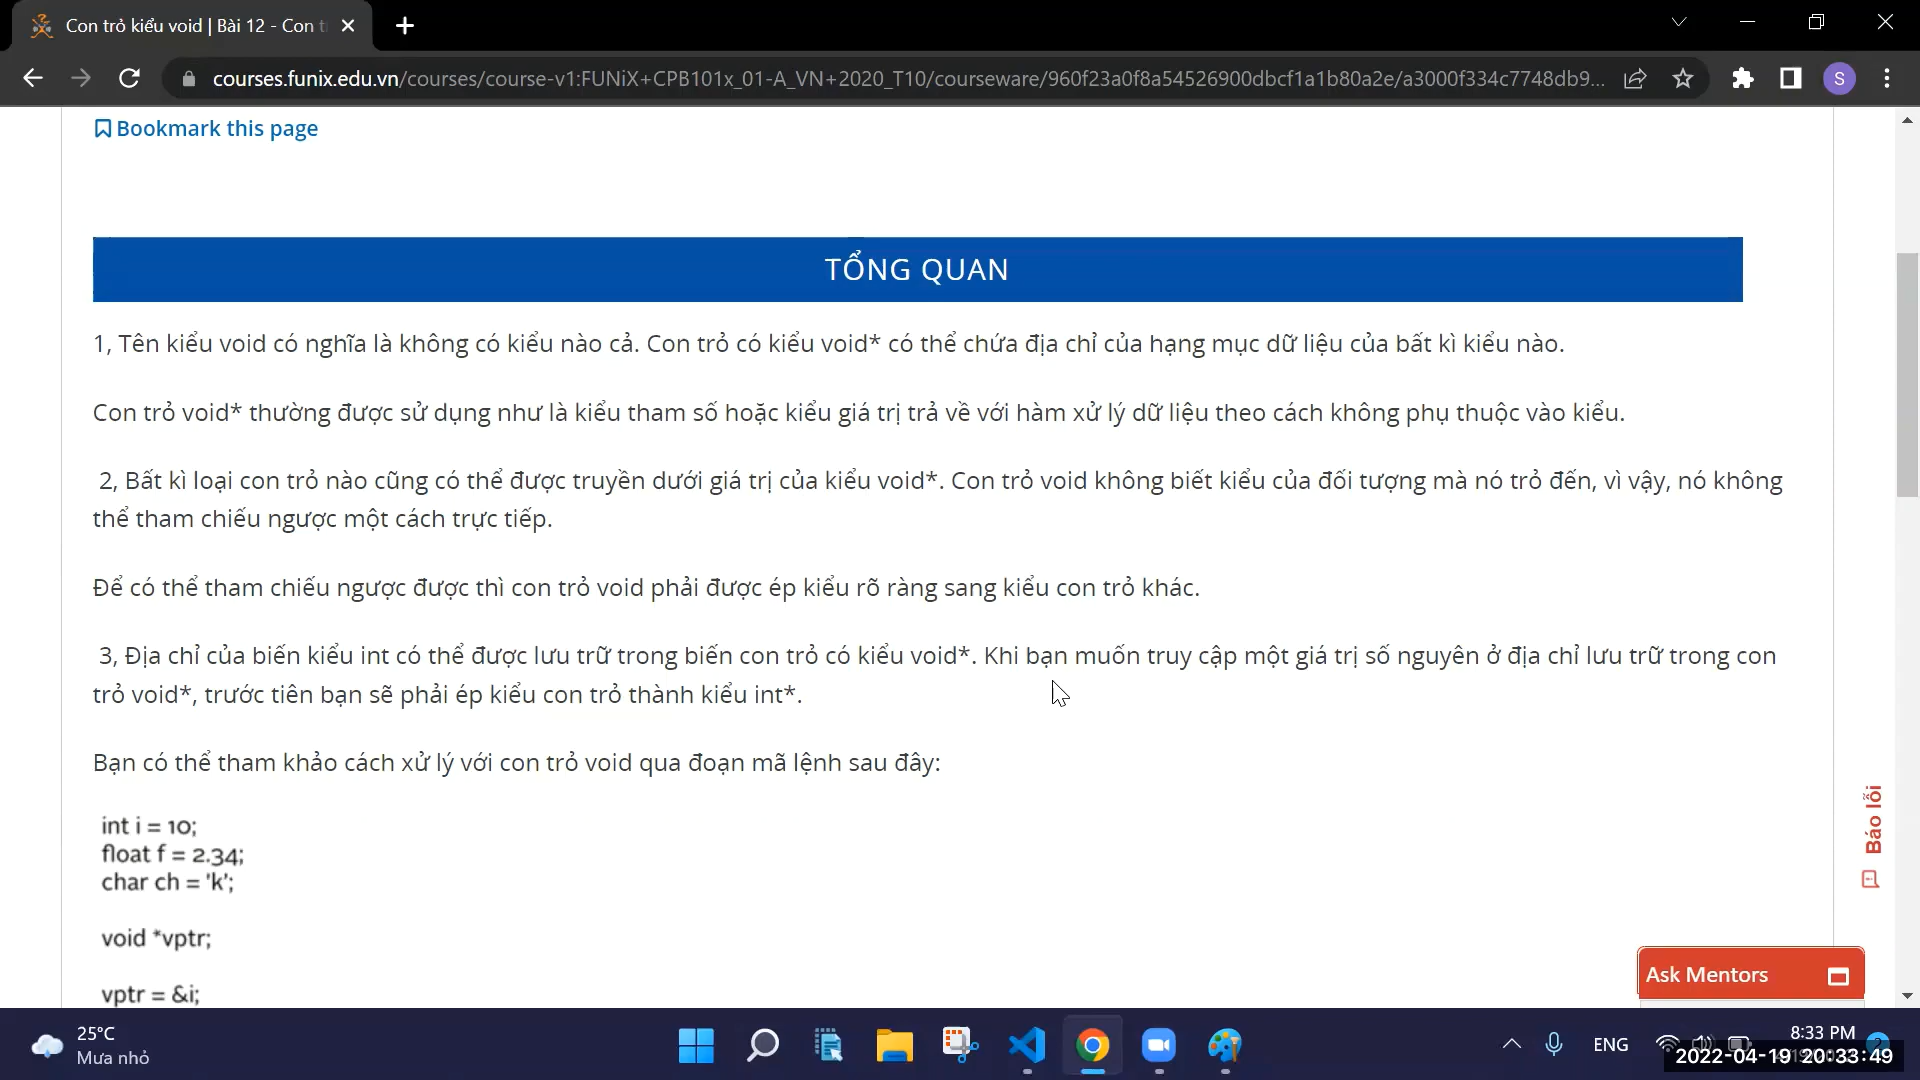 Con trỏ kiểu void | Bài 12 - Con t
courses.funix.edu.vn/courses/course-v1:FUNiX+CPB101x_01-A_VN+2020_T10/courseware/960f23a0f8a54526900dbcf1a1b80a2e/a3000f334c7748db9...
S
Bookmark this page
TỔNG QUAN
1, Tên kiểu void có nghĩa là không có kiểu nào cả. Con trỏ có kiểu void* có thể chứa địa chỉ của hạng mục dữ liệu của bất kì kiểu nào.
Con trỏ void* thường được sử dụng như là kiểu tham số hoặc kiểu giá trị trả về với hàm xử lý dữ liệu theo cách không phụ thuộc vào kiểu.
2, Bất kì loại con trỏ nào cũng có thể được truyền dưới giá trị của kiểu void*. Con trỏ void không biết kiểu của đối tượng mà nó trỏ đến, vì vậy, nó không
thể tham chiếu ngược một cách trực tiếp.
Để có thể tham chiếu ngược được thì con trỏ void phải được ép kiểu rõ ràng sang kiểu con trỏ khác.
3, Địa chỉ của biến kiểu int có thể được lưu trữ trong biến con trỏ có kiểu void*. Khi bạn muốn truy cập một giá trị số nguyên ở địa chỉ lưu trữ trong con
trỏ void*, trước tiên bạn sẽ phải ép kiểu con trỏ thành kiểu int*.
Bạn có thể tham khảo cách xử lý với con trỏ void qua đoạn mã lệnh sau đây:
int i = 10;
float f = 2.34;
char ch = 'k';
void *vptr;
vptr = &i;
Báo lỗi
Ask Mentors
25°C
Mưa nhỏ
ENG
8:33 PM
2022-04-19 20:33:49